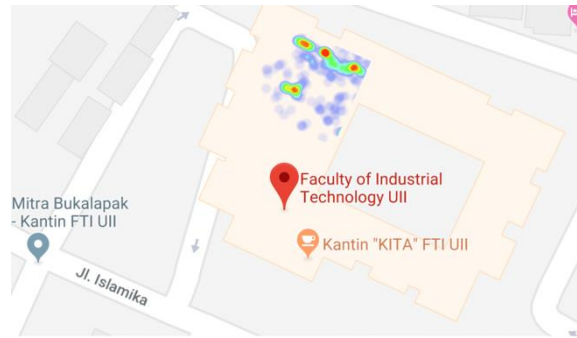 Faculty of Industrial
Technology UII
Mitra Bukalapak
- Kantin FTI UII
Kantin "KITA" FTI UII
Jl. Islamika